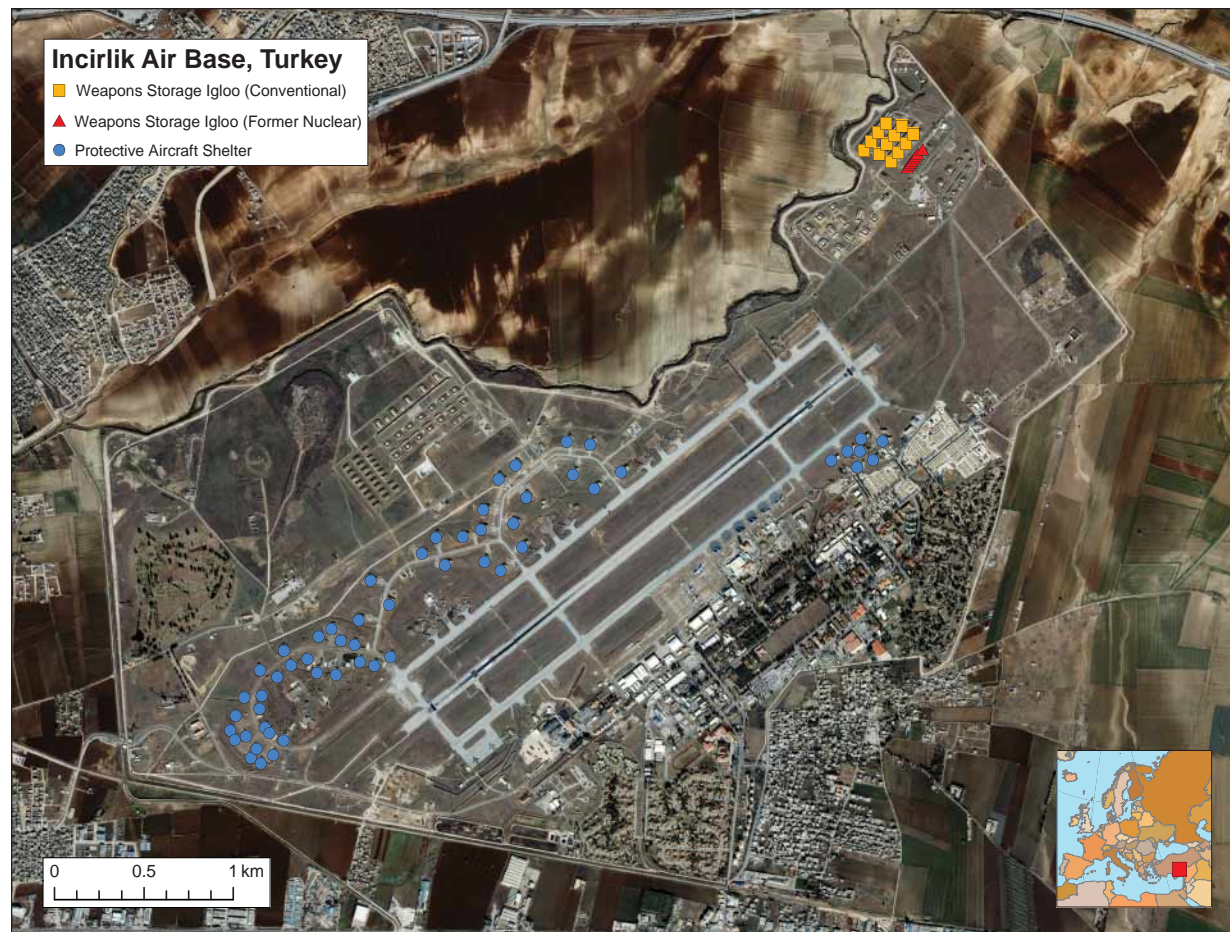 Incirlik Air Base, Turkey
Weapons Storage Igloo (Conventional)
Weapons Storage Igloo (Former Nuclear)
Protective Aircraft Shelter
0 0.5 1 km